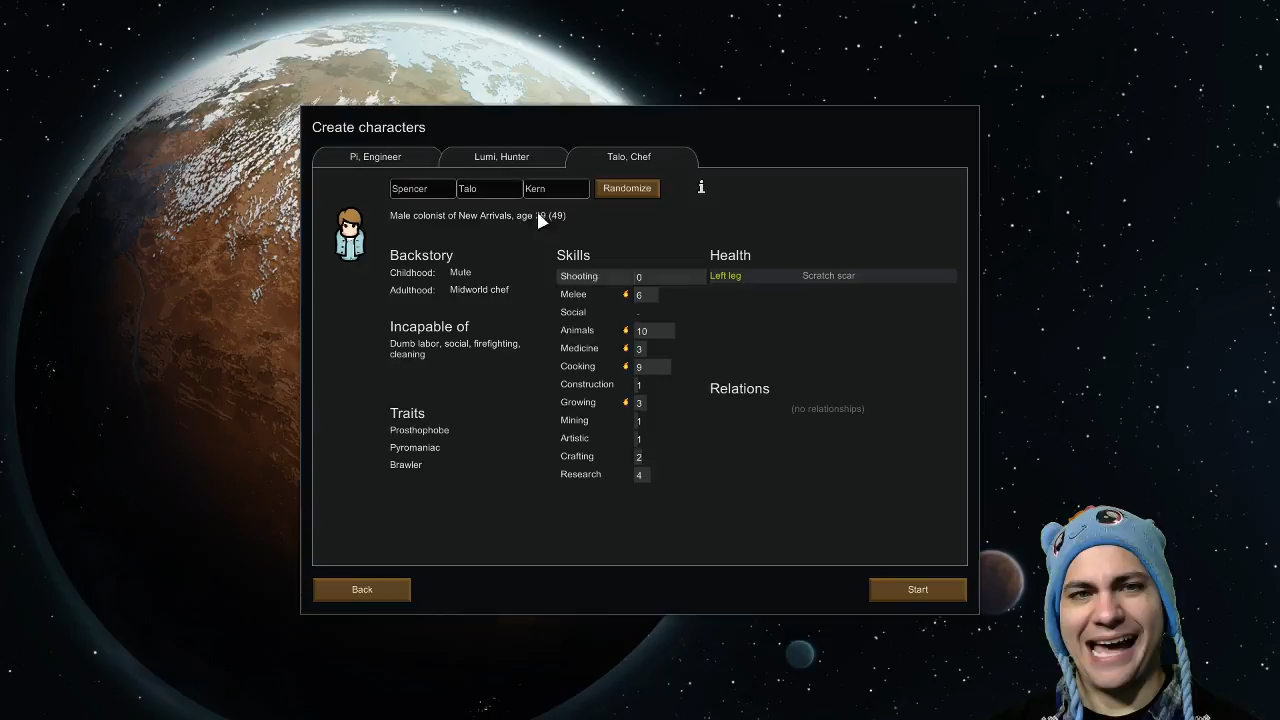 Create characters
Pi, Engineer
Lumi, Hunter
Talo, Chef
Spencer
Talo
Kern
Randomize
Male colonist of New Arrivals, age (49)
Backstory
Childhood: Mute
Adulthood: Midworld chef
Incapable of
Dumb labor, social, firefighting,
cleaning
Traits
Prosthophobe
Pyromaniac
Brawler
Skills
Shooting 0
Melee 6
Social -
Animals 10
Medicine 3
Cooking 9
Construction 1
Growing 3
Mining 1
Artistic 1
Crafting 2
Research 4
Health
Left leg Scratch scar
Relations
(no relationships)
Back
Start